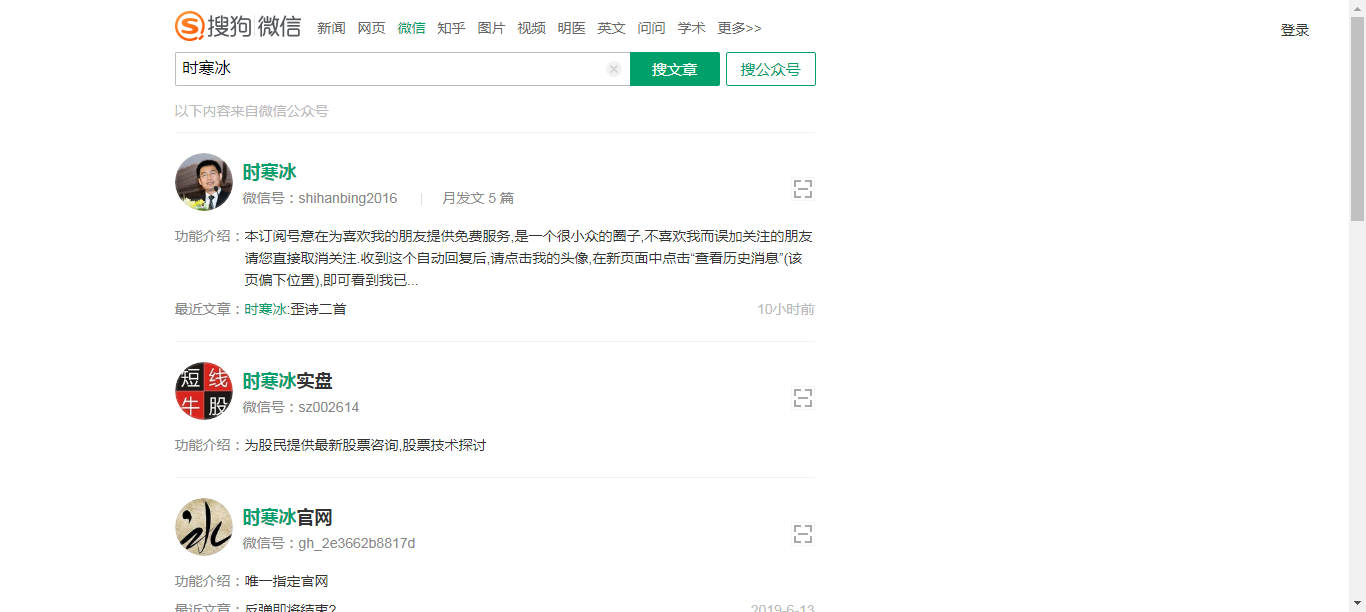 搜狗 微信 新闻 网页 微信 知乎 图片 视频 明医 英文 问问 学术 更多>> 登录
时寒冰 搜文章 搜公众号
以下内容来自微信公众号
时寒冰
微信号：shihanbing2016 月发文 5 篇
功能介绍：本订阅号意在为喜欢我的朋友提供免费服务,是一个很小众的圈子,不喜欢我而误加关注的朋友
请您直接取消关注.收到这个自动回复后,请点击我的头像,在新页面中点击“查看历史消息”(该
页偏下位置),即可看到我已...
最近文章：时寒冰:歪诗二首 10小时前
短线
牛股
时寒冰实盘
微信号：sz002614
功能介绍：为股民提供最新股票咨询,股票技术探讨
冰
时寒冰官网
微信号：gh_2e3662b8817d
功能介绍：唯一指定官网
最近文章：反弹即将结束? 2019-6-13